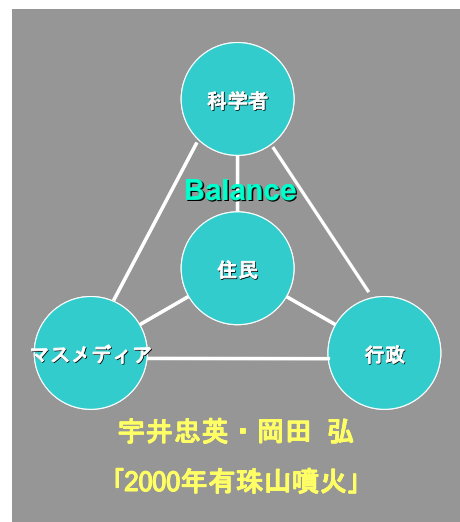 科学者
Balance
住民
マスメディア
行政
宇井忠英・岡田 弘
「2000年有珠山噴火」